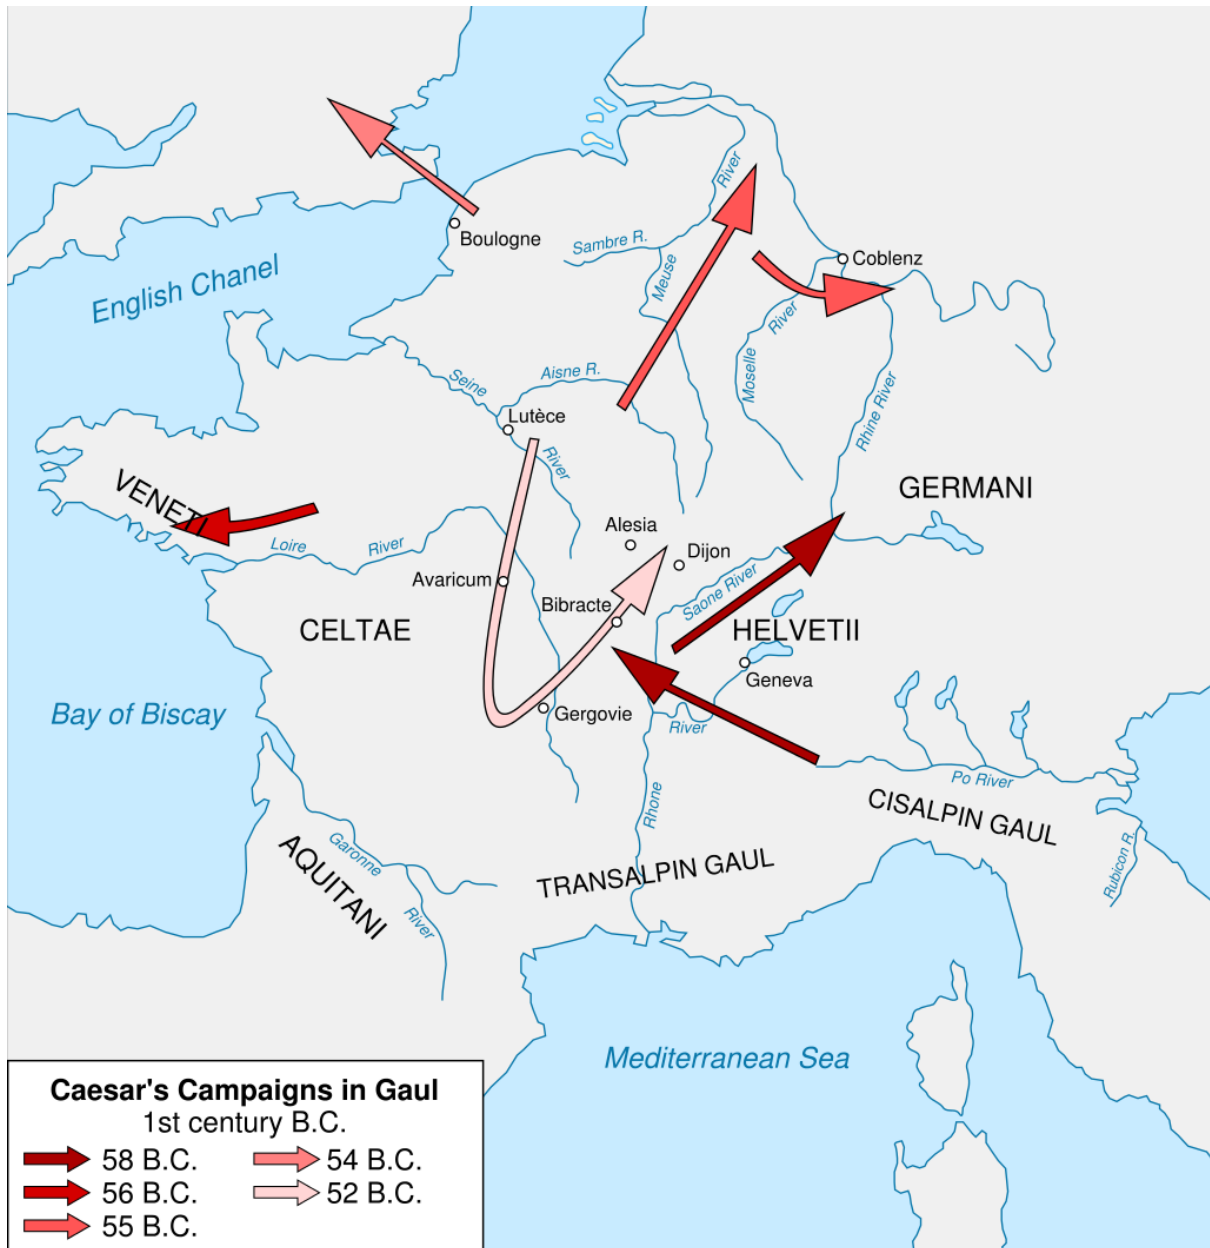 Boulogne
English Chanel
Sambre R.
River
Meuse
Coblenz
River
Moselle
Rhine River
Seine
Aisne R.
Lutèce
River
VENETI
Loire
River
GERMANI
Alesia
Dijon
Avaricum
Bibracte
Saone River
CELTAE
HELVETII
Geneva
Bay of Biscay
Gergovie
River
Rhone
Po River
CISALPIN GAUL
Rubicon R.
AQUITANI
Garonne
River
TRANSALPIN GAUL
Mediterranean Sea
Caesar's Campaigns in Gaul
1st century B.C.
58 B.C.
56 B.C.
55 B.C.
54 B.C.
52 B.C.